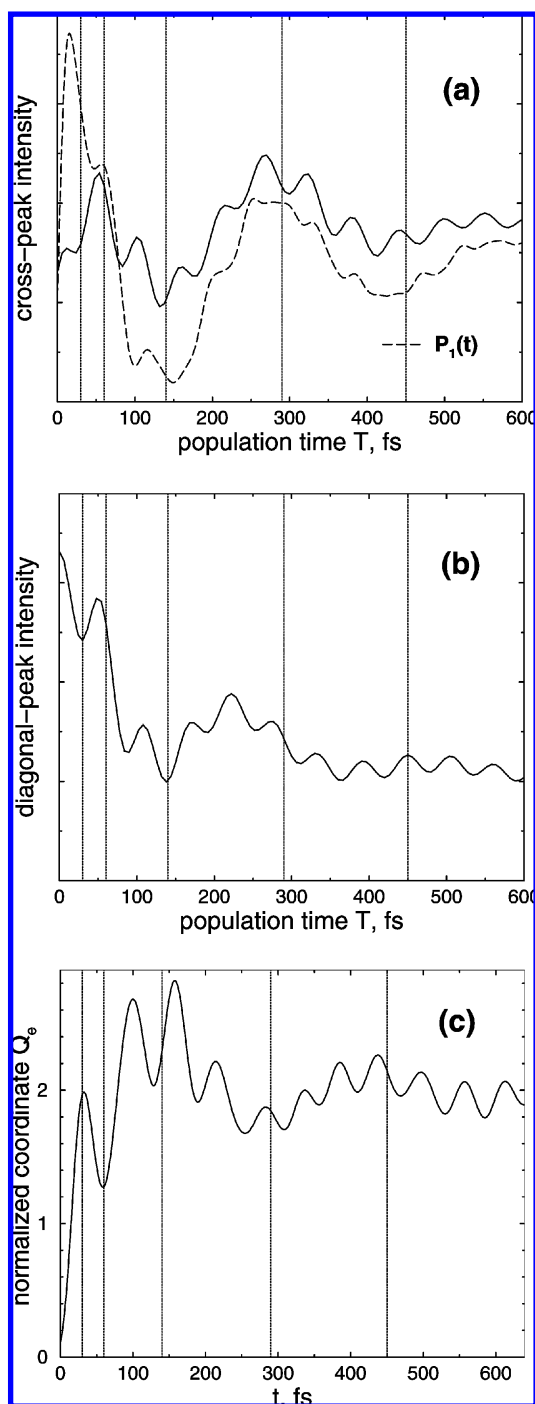 (a)
cross-peak intensity
P1(t)
0 100 200 300 400 500 600
population time T, fs
(b)
diagonal-peak intensity
0 100 200 300 400 500 600
population time T, fs
(c)
normalized coordinate Qe
2
1
0
0 100 200 300 400 500 600
t, fs